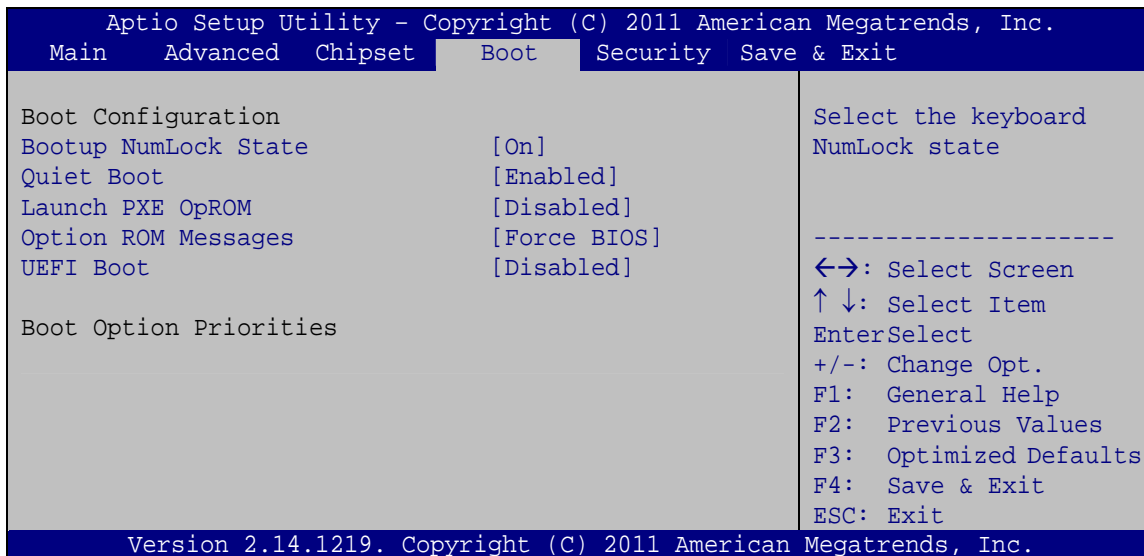 Aptio Setup Utility – Copyright (C) 2011 American Megatrends, Inc.
Main Advanced Chipset Boot Security Save & Exit
Boot Configuration
Bootup NumLock State [On]
Quiet Boot [Enabled]
Launch PXE OpROM [Disabled]
Option ROM Messages [Force BIOS]
UEFI Boot [Disabled]
Boot Option Priorities
Select the keyboard
NumLock state
---------------------
←→: Select Screen
↑ ↓: Select Item
EnterSelect
+/-: Change Opt.
F1: General Help
F2: Previous Values
F3: Optimized Defaults
F4: Save & Exit
ESC: Exit
Version 2.14.1219. Copyright (C) 2011 American Megatrends, Inc.